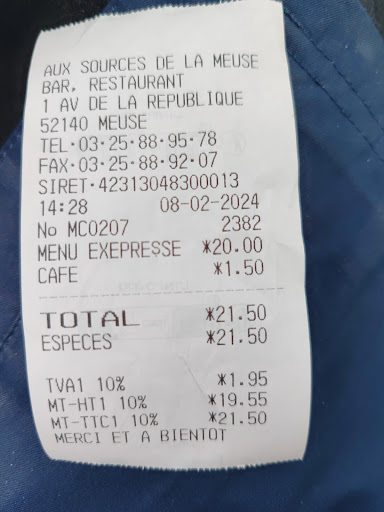 AUX SOURCES DE LA MEUSE
BAR, RESTAURANT
1 AV DE LA REPUBLIQUE
52140 MEUSE
TEL·03·25·88·95·78
FAX·03·25·88·92·07
SIRET·42313048300013
14:28 08-02-2024
No MC0207 2382
MENU EXEPRESSE *20.00
CAFE *1.50
TOTAL *21.50
ESPECES *21.50
TVA1 10% *1.95
MT-HT1 10% *19.55
MT-TTC1 10% *21.50
MERCI ET A BIENTOT